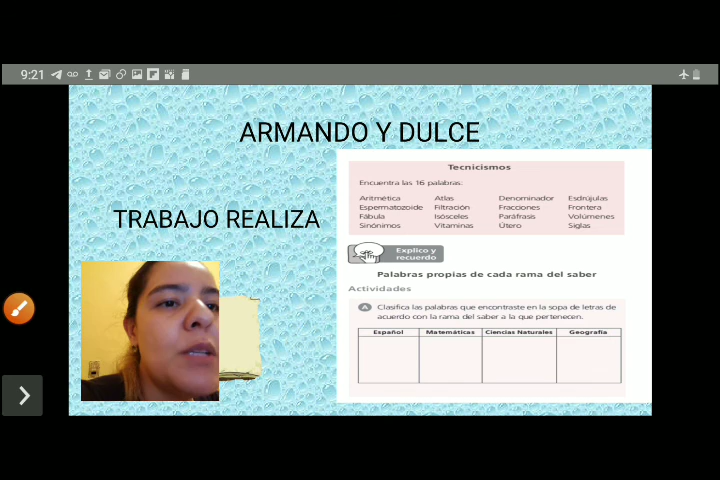 9:21
ARMANDO Y DULCE
TRABAJO REALIZA
Tecnicismos
Encuentra las 16 palabras:
Aritmética Atlas Denominador Esdrújulas
Espermatozoide Filtración Fracciones Frontera
Fábula Isósceles Paráfrasis Volúmenes
Sinónimos Vitaminas Útero Siglas
Explico y
recuerdo
Palabras propias de cada rama del saber
Actividades
A Clasifica las palabras que encontraste en la sopa de letras de
acuerdo con la rama del saber a la que pertenecen.
Español Matemáticas Ciencias Naturales Geografía